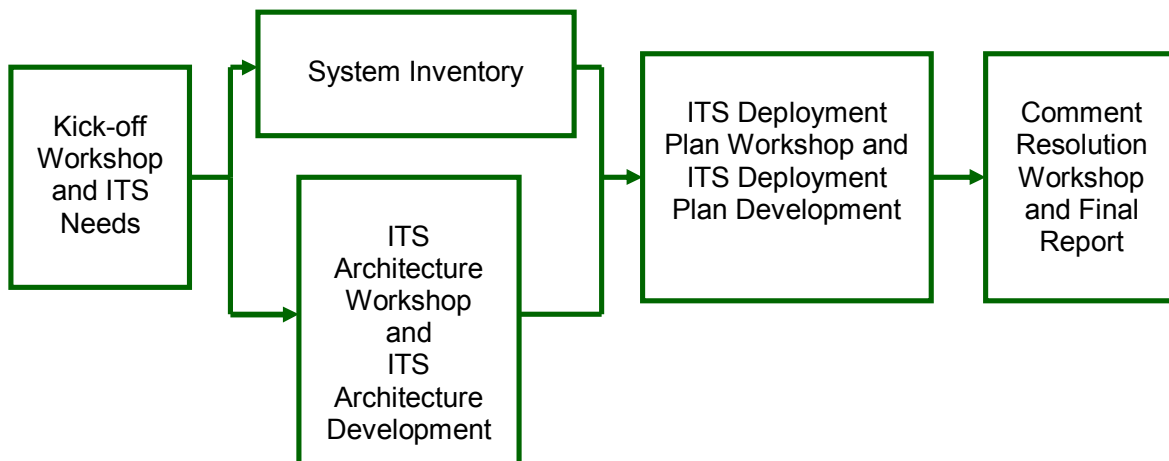 Kick-off
Workshop
and ITS
Needs
System Inventory
ITS
Architecture
Workshop
and
ITS
Architecture
Development
ITS Deployment
Plan Workshop and
ITS Deployment
Plan Development
Comment
Resolution
Workshop
and Final
Report